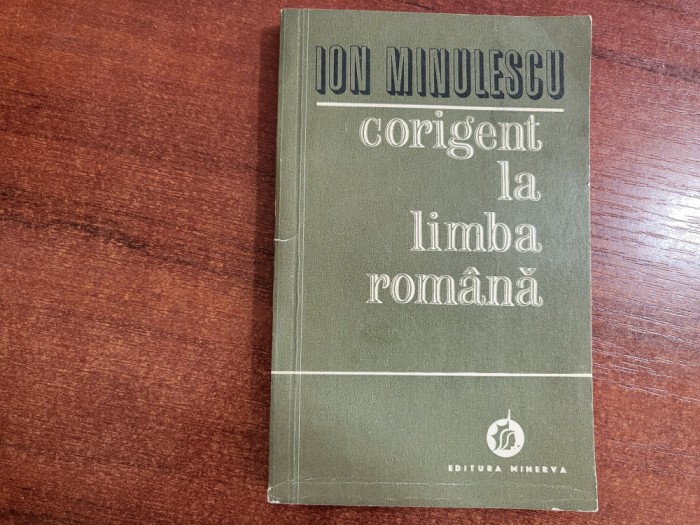 ION MINULESCU
corigent
la
limba
română
EDITURA MINERVA